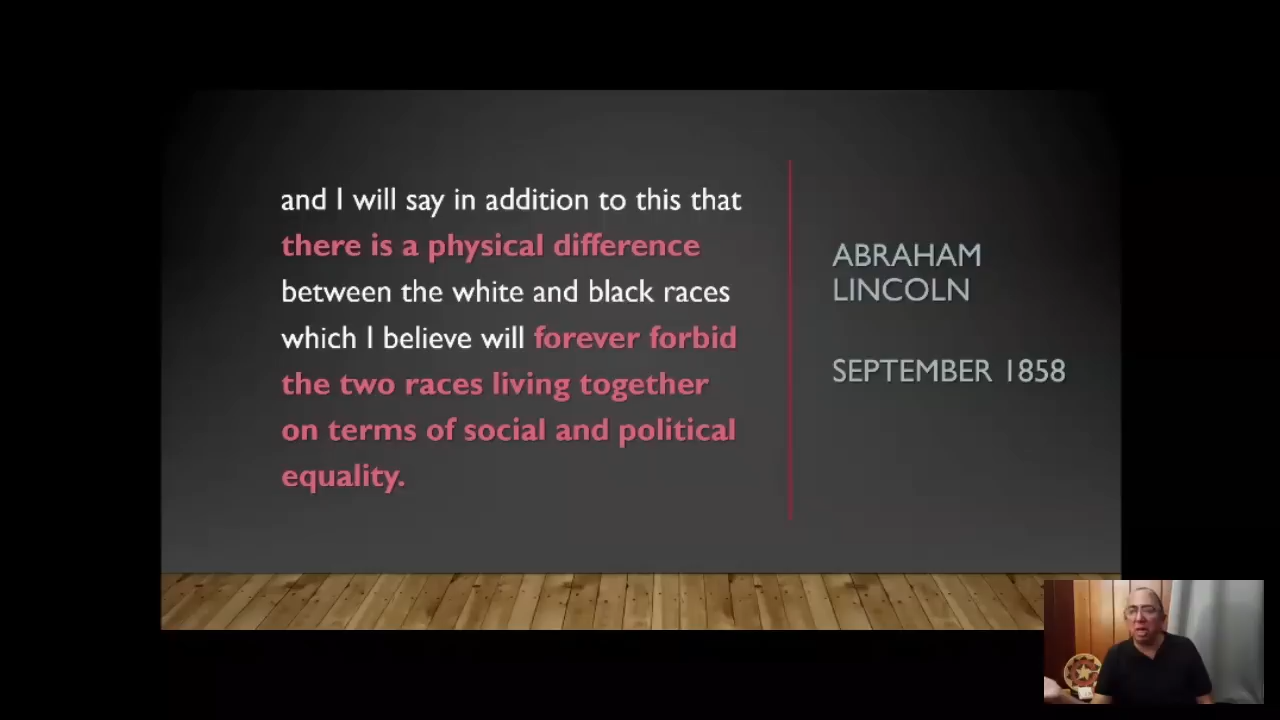 and I will say in addition to this that
there is a physical difference
between the white and black races
which I believe will forever forbid
the two races living together
on terms of social and political
equality.
ABRAHAM
LINCOLN
SEPTEMBER 1858